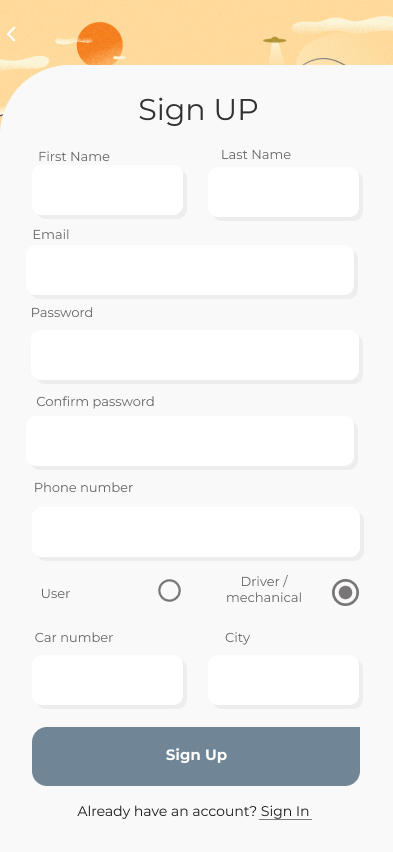 Sign UP
First Name
Last Name
Email
Password
Confirm password
Phone number
User
Driver /
mechanical
Car number
City
Sign Up
Already have an account? Sign In